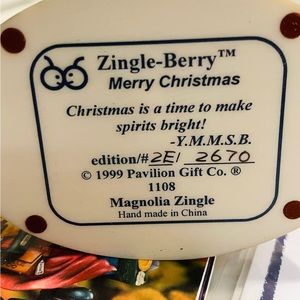 Zingle-Berry™
Merry Christmas
Christmas is a time to make
spirits bright!
-Y.M.M.S.B.
edition/# 2E/ 2670
© 1999 Pavilion Gift Co. ®
1108
Magnolia Zingle
Hand made in China